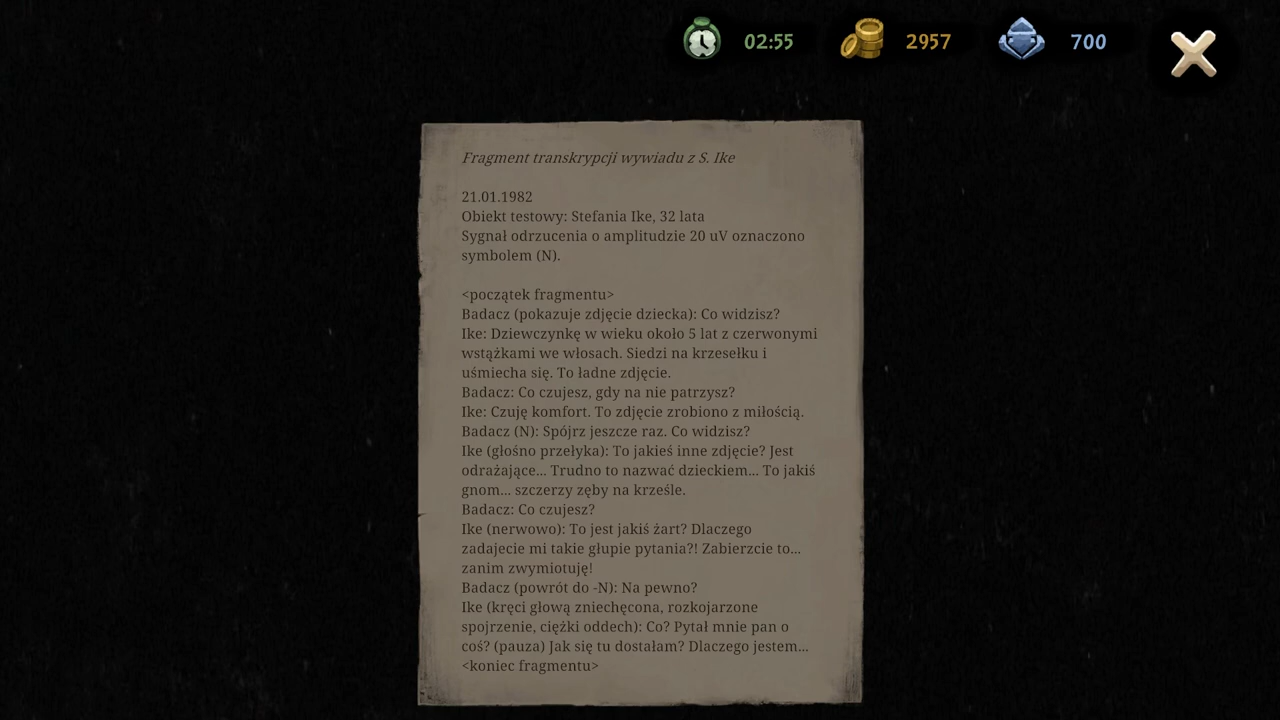 02:55
2957
700
Fragment transkrypcji wywiadu z S. Ike
21.01.1982
Obiekt testowy: Stefania Ike, 32 lata
Sygnał odrzucenia o amplitudzie 20 uV oznaczono
symbolem (N).
<początek fragmentu>
Badacz (pokazuje zdjęcie dziecka): Co widzisz?
Ike: Dziewczynkę w wieku około 5 lat z czerwonymi
wstążkami we włosach. Siedzi na krzesełku i
uśmiecha się. To ładne zdjęcie.
Badacz: Co czujesz, gdy na nie patrzysz?
Ike: Czuję komfort. To zdjęcie zrobiono z miłością.
Badacz (N): Spójrz jeszcze raz. Co widzisz?
Ike (głośno przełyka): To jakieś inne zdjęcie? Jest
odrażające... Trudno to nazwać dzieckiem... To jakiś
gnom... szczerzy zęby na krześle.
Badacz: Co czujesz?
Ike (nerwowo): To jest jakiś żart? Dlaczego
zadajecie mi takie głupie pytania?! Zabierzcie to...
zanim zwymiotuję!
Badacz (powrót do -N): Na pewno?
Ike (kręci głową zniechęcona, rozkojarzone
spojrzenie, ciężki oddech): Co? Pytał mnie pan o
coś? (pauza) Jak się tu dostałam? Dlaczego jestem...
<koniec fragmentu>